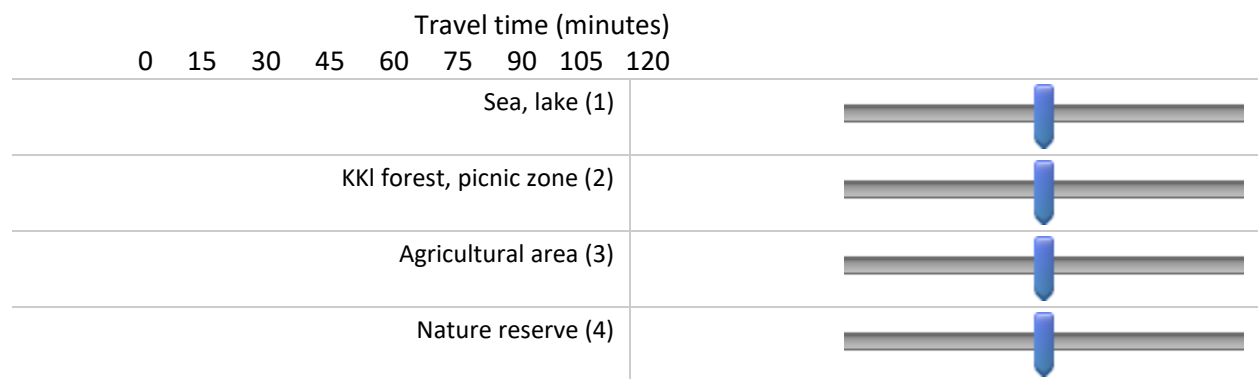 Travel time (minutes)
0 15 30 45 60 75 90 105 120
Sea, lake (1)
KKl forest, picnic zone (2)
Agricultural area (3)
Nature reserve (4)